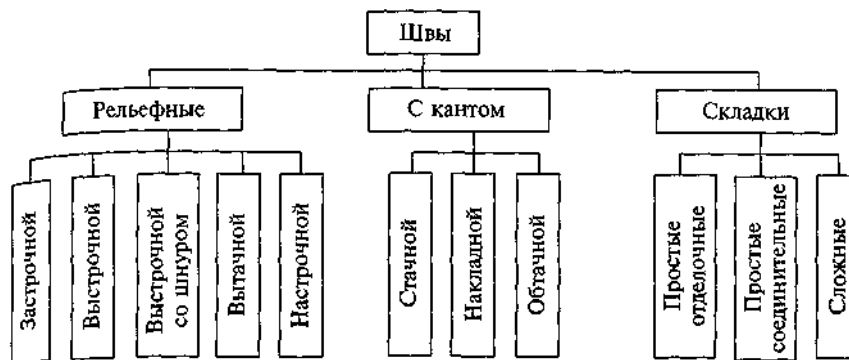 Швы
Рельефные
С кантом
Складки
Застрочной
Выстрочной
Выстрочной
со шнуром
Вытачной
Настрочной
Стачной
Накладной
Обтачной
Простые
отделочные
Простые
соединительные
Сложные